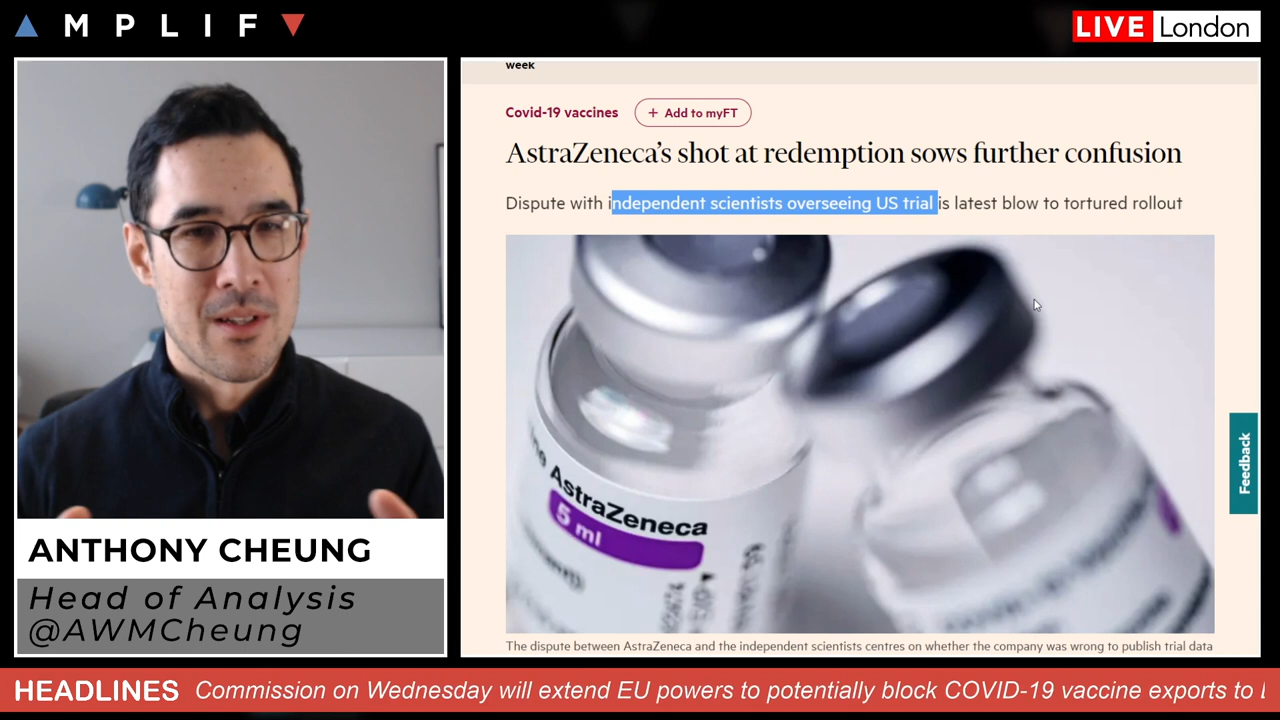 AMPLIFY
LIVE London
week
Covid-19 vaccines + Add to myFT
AstraZeneca's shot at redemption sows further confusion
Dispute with independent scientists overseeing US trial is latest blow to tortured rollout
AstraZeneca
5 ml
Feedback
The dispute between AstraZeneca and the independent scientists centres on whether the company was wrong to publish trial data
ANTHONY CHEUNG
Head of Analysis
@AWMCheung
HEADLINES Commission on Wednesday will extend EU powers to potentially block COVID-19 vaccine exports to